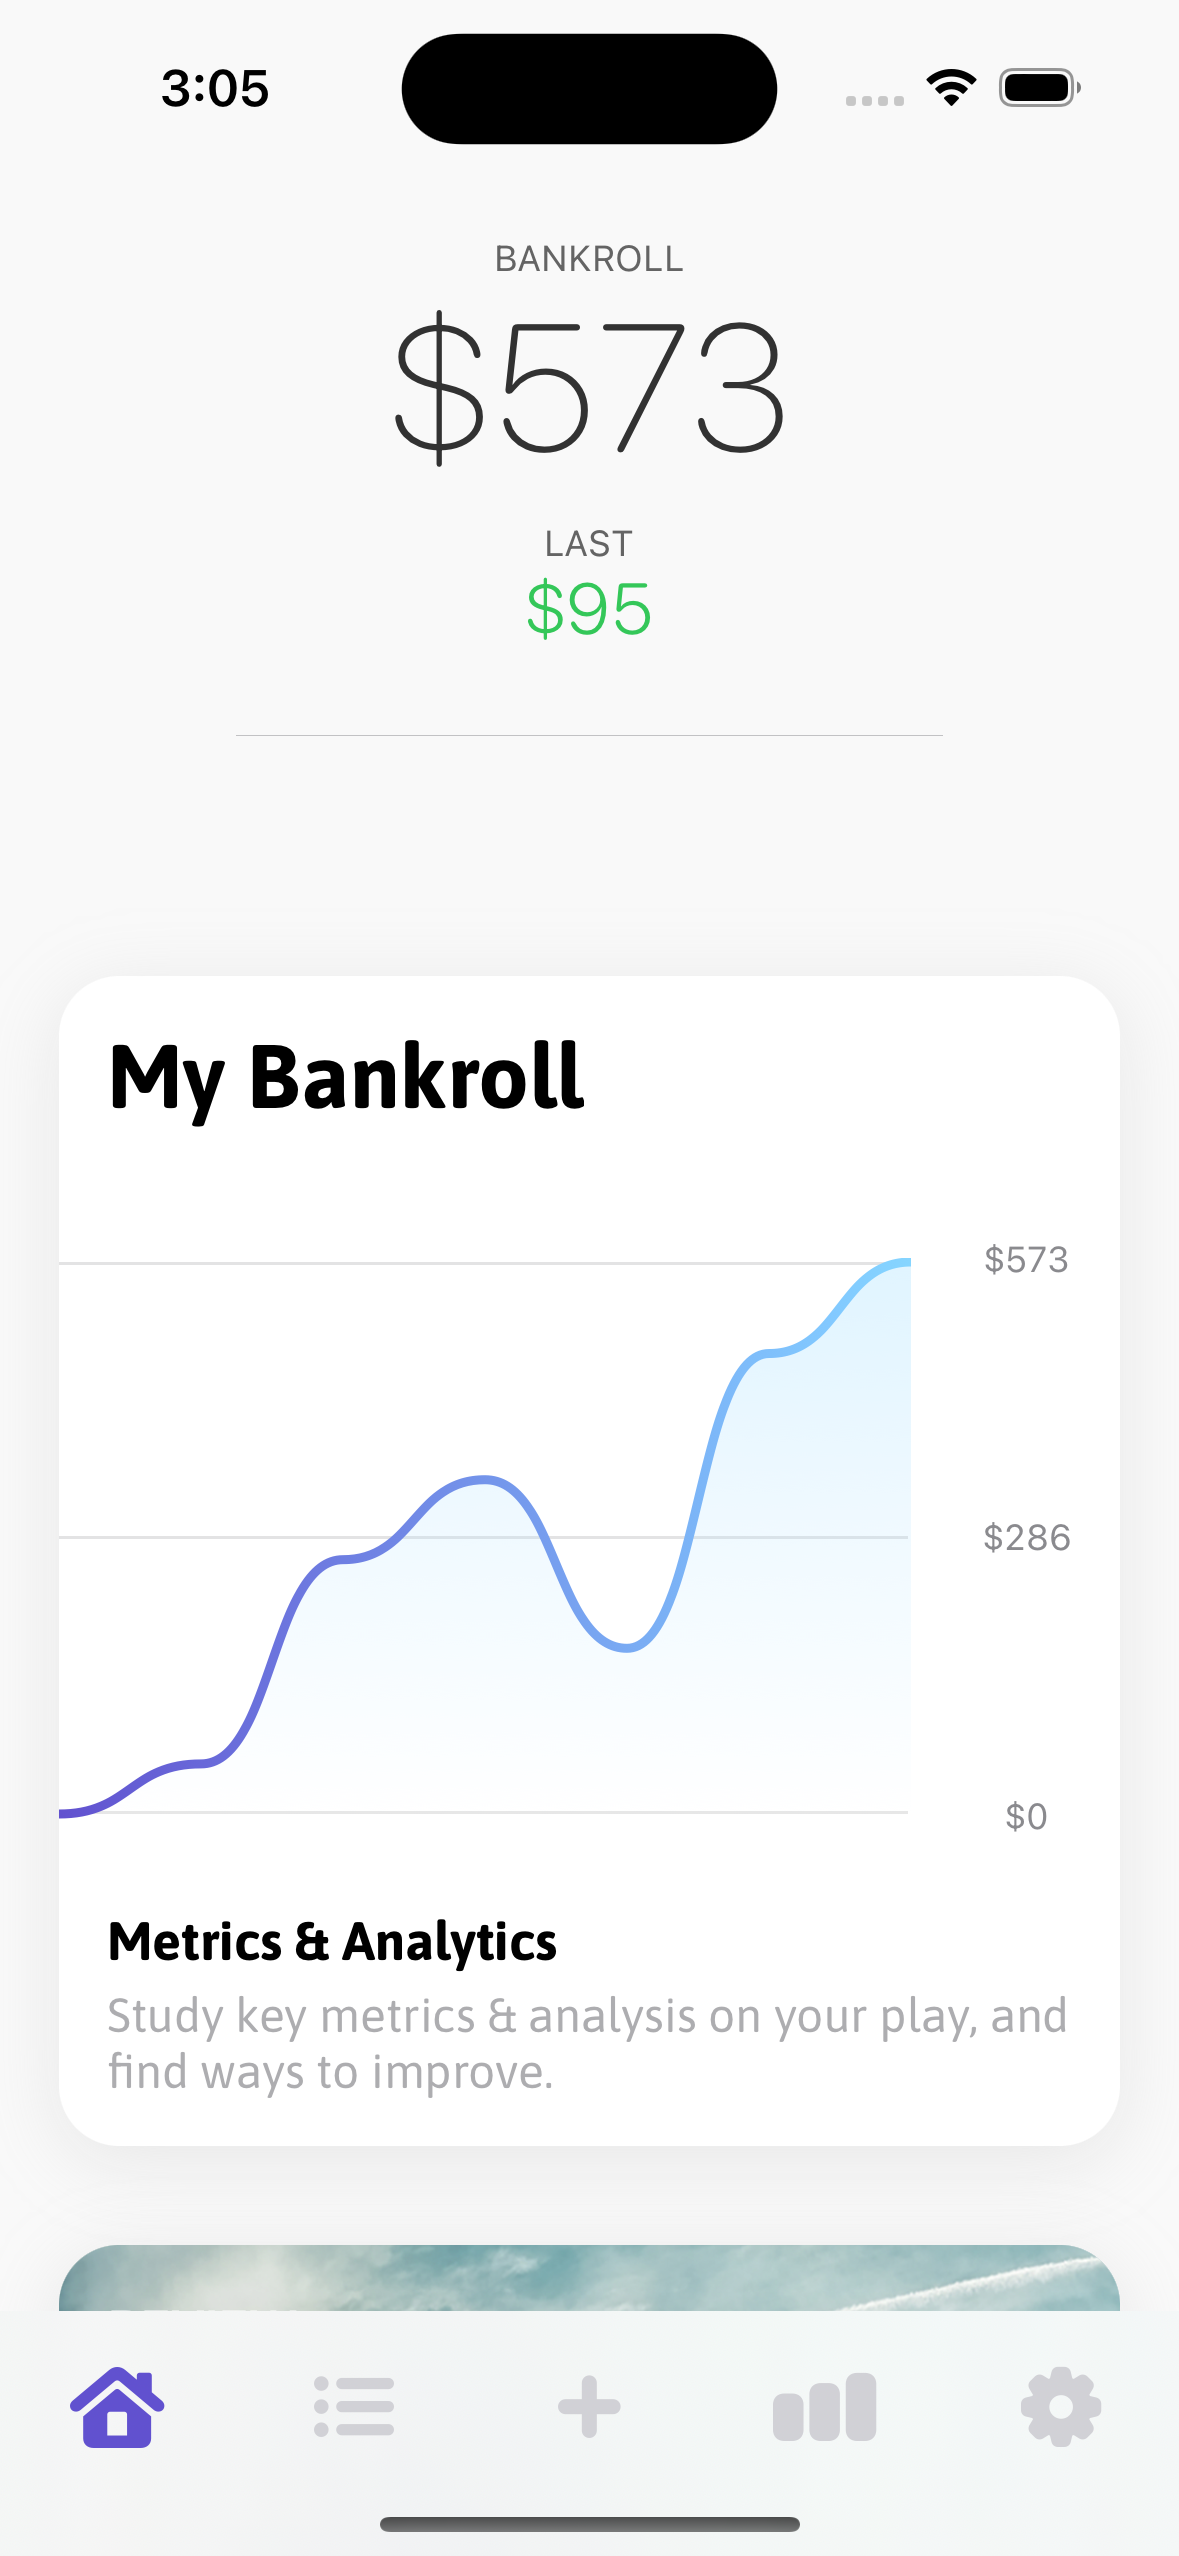 3:05
BANKROLL
$573
LAST
$95
My Bankroll
$573
$286
$0
Metrics & Analytics
Study key metrics & analysis on your play, and
find ways to improve.